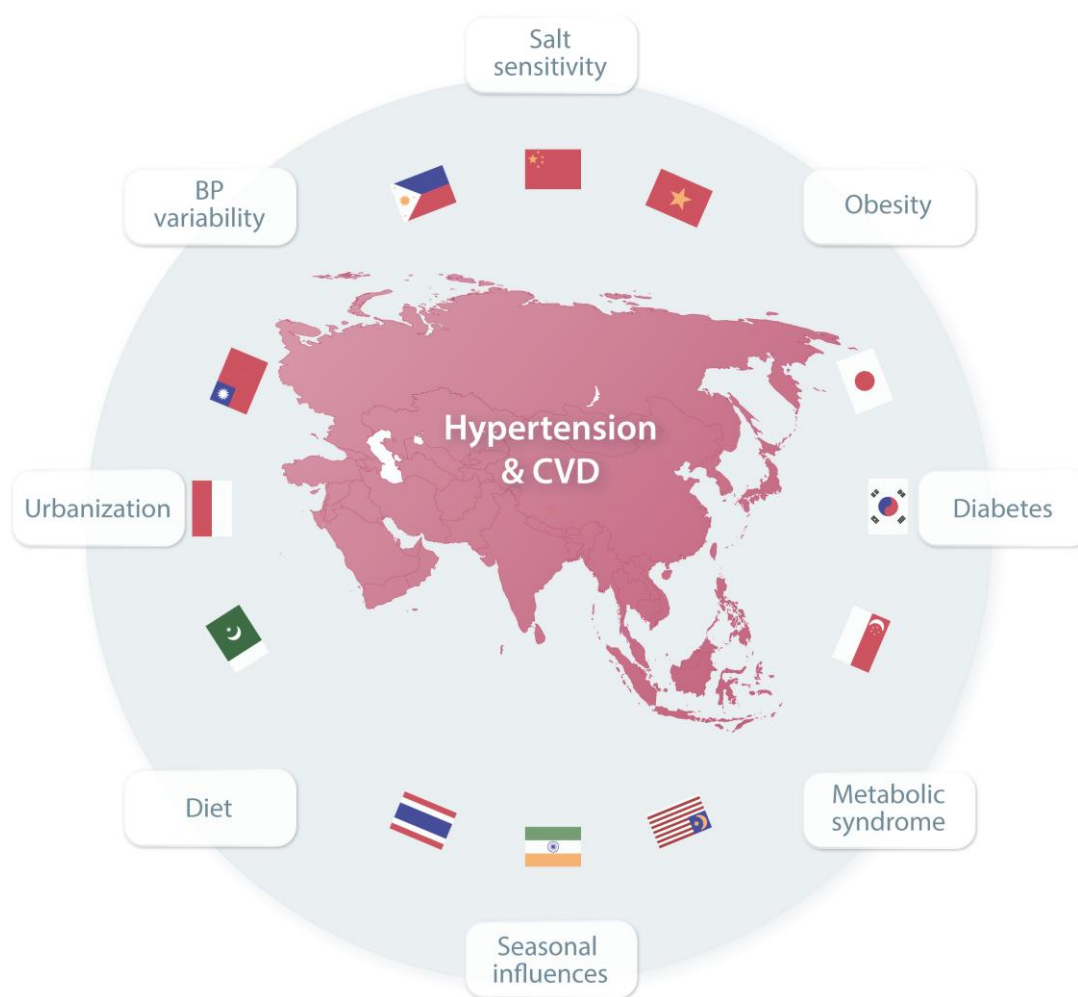 Salt
sensitivity
BP
variability
Obesity
Hypertension
& CVD
Urbanization
Diabetes
Diet
Metabolic
syndrome
Seasonal
influences